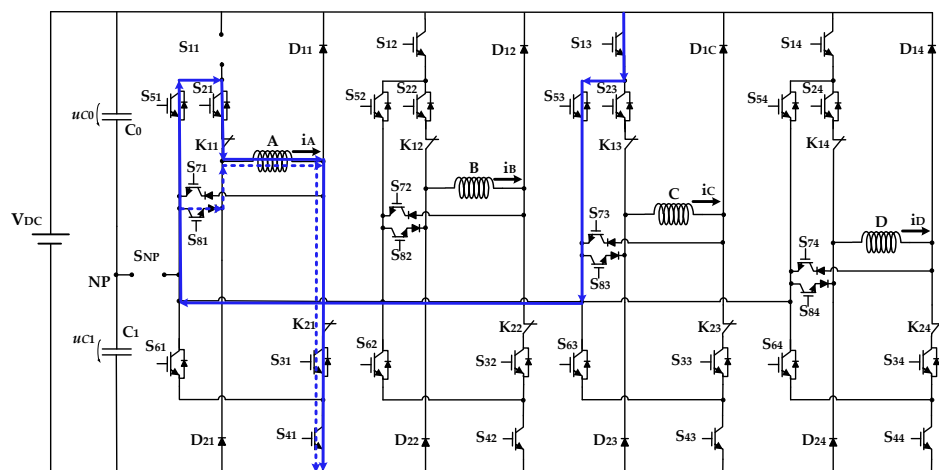 S11
D11
S12
D12
S13
D1C
S14
D14
S51
S21
S52
S22
S53
S23
S54
S24
uC0
C0
K11
A
iA
K12
B
iB
K13
C
iC
K14
D
iD
S71
S81
S72
S82
S73
S83
S74
S84
VDC
NP
SNP
uC1
C1
K21
K22
K23
K24
S61
S31
S62
S32
S63
S33
S64
S34
D21
S41
D22
S42
D23
S43
D24
S44